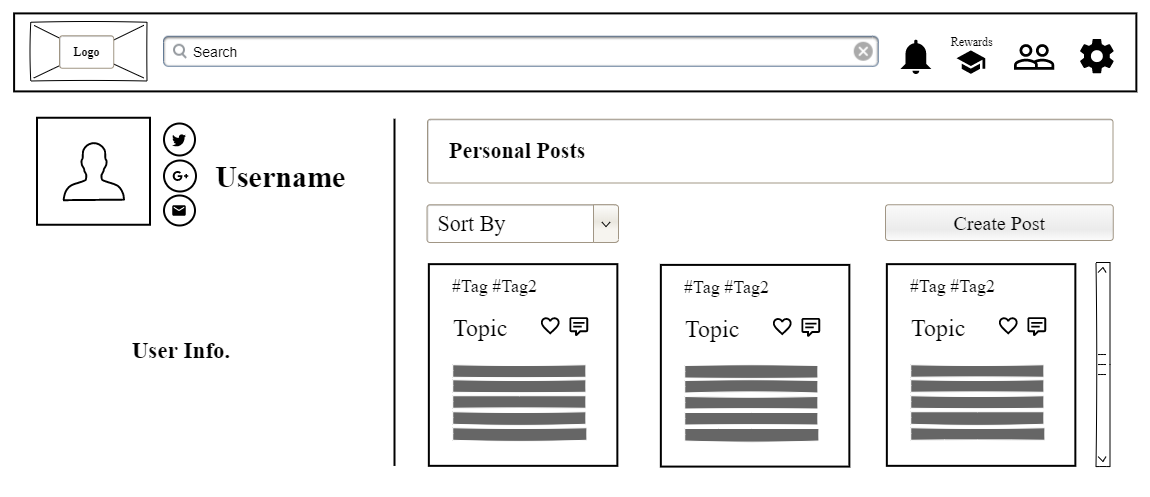 Logo
Search
Rewards
G+
Username
User Info.
Personal Posts
Sort By
Create Post
#Tag #Tag2
Topic
#Tag #Tag2
Topic
#Tag #Tag2
Topic